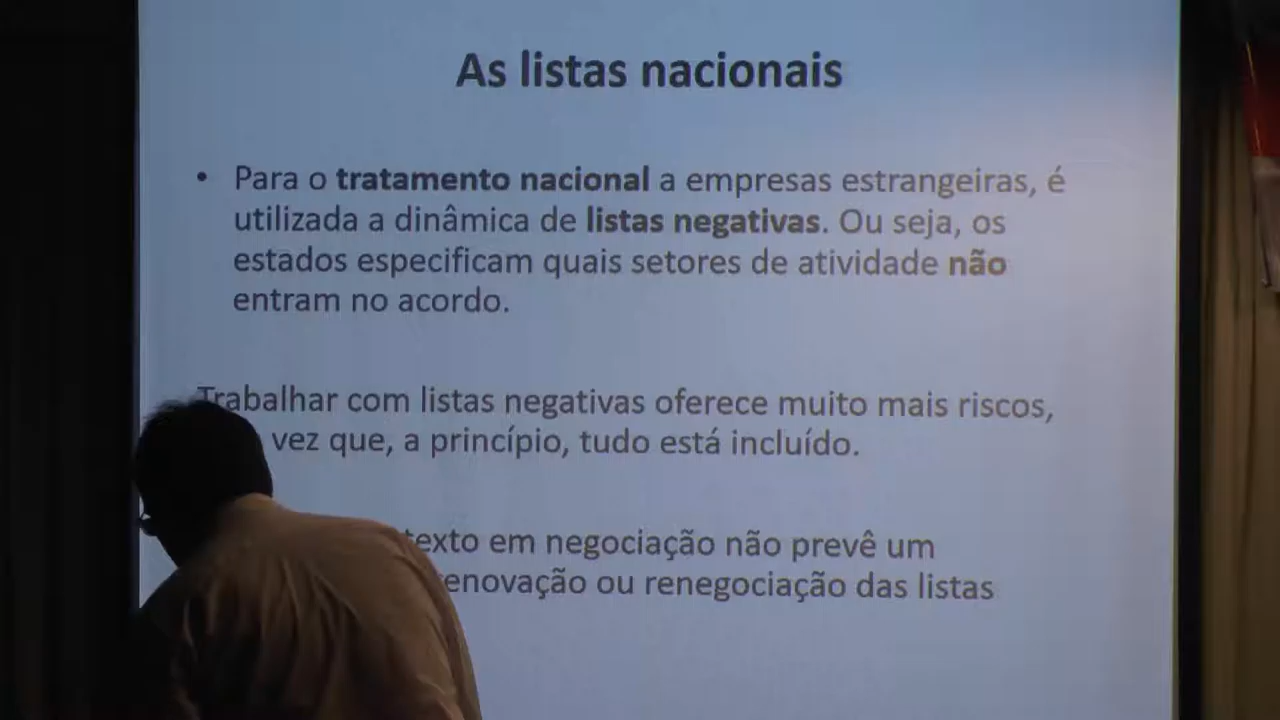 As listas nacionais
• Para o tratamento nacional a empresas estrangeiras, é
utilizada a dinâmica de listas negativas. Ou seja, os
estados especificam quais setores de atividade não
entram no acordo.
Trabalhar com listas negativas oferece muito mais riscos,
vez que, a princípio, tudo está incluído.
texto em negociação não prevê um
renovação ou renegociação das listas